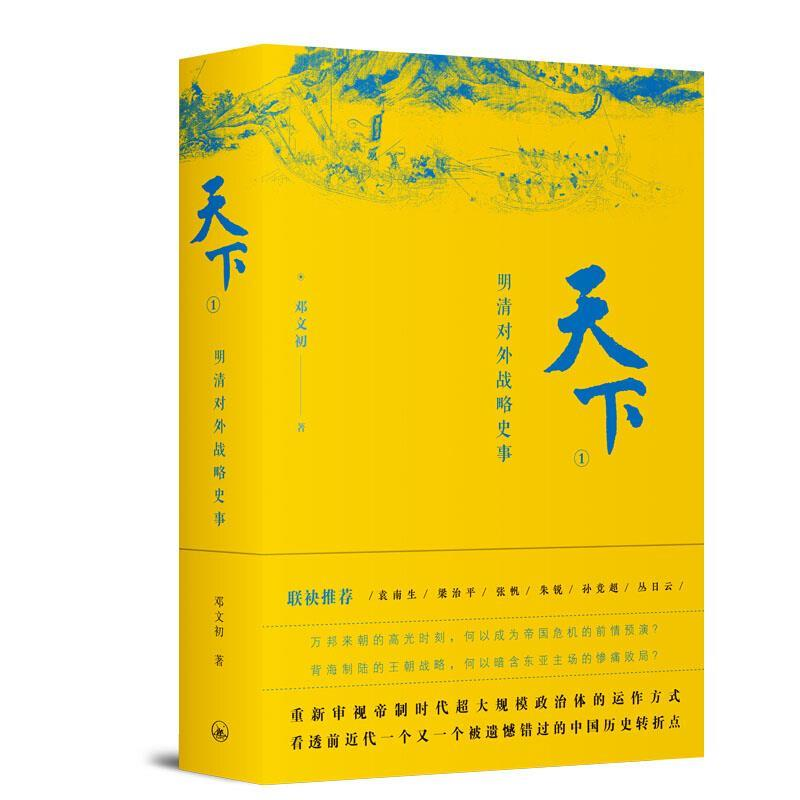 天下
①
明清对外战略史事
邓文初 著
天下
①
明清对外战略史事
邓文初
著
联袂推荐 /袁南生/ 梁治平/ 张帆/ 朱锐/ 孙竞超/ 丛日云/
万邦来朝的高光时刻，何以成为帝国危机的前情预演？
背海制陆的王朝战略，何以暗含东亚主场的惨痛败局？
重新审视帝制时代超大规模政治体的运作方式
看透前近代一个又一个被遗憾错过的中国历史转折点